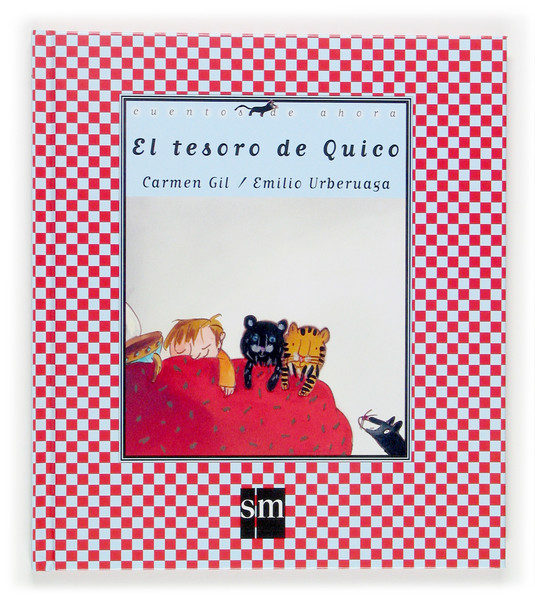 cuentos de ahora
El tesoro de Quico
Carmen Gil / Emilio Urberuaga
sm